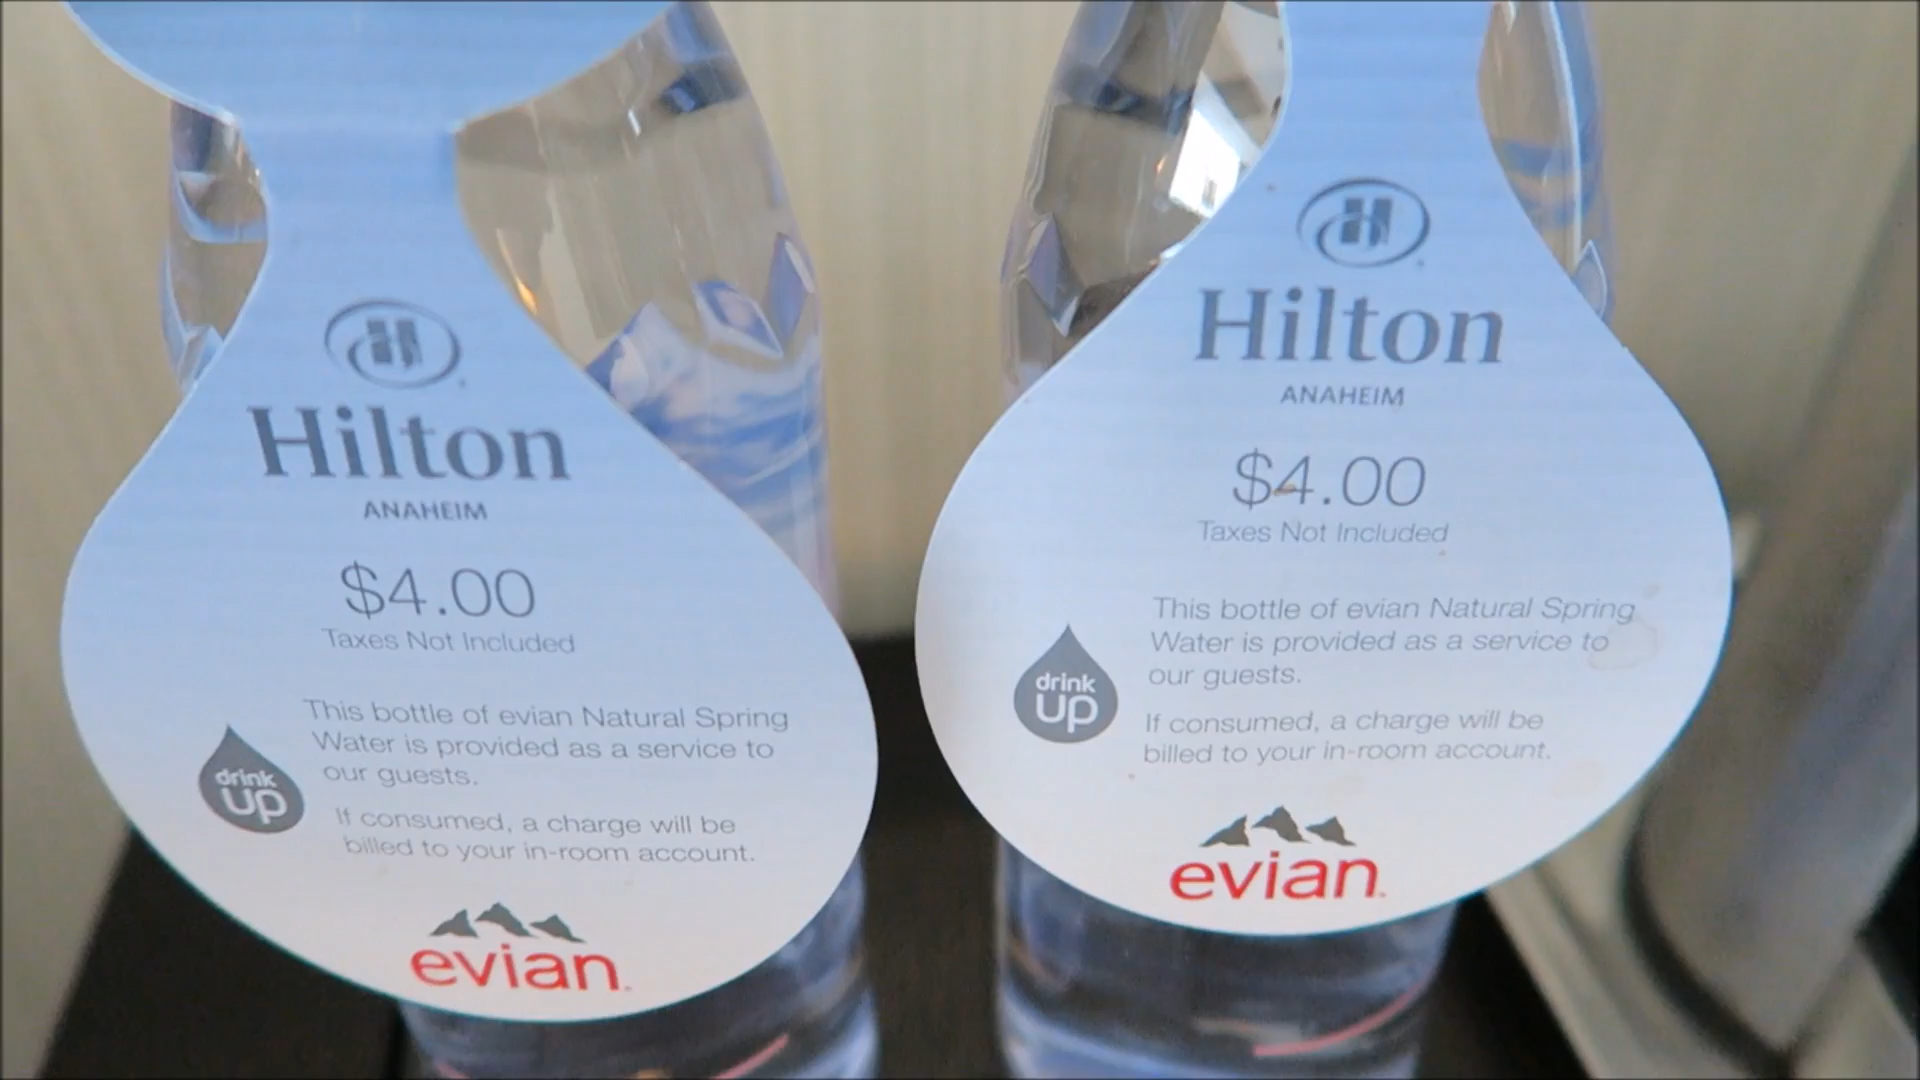 Hilton
ANAHEIM
$4.00
Taxes Not Included
This bottle of evian Natural Spring
Water is provided as a service to
our guests.
drink
up
If consumed, a charge will be
billed to your in-room account.
evian.
Hilton
ANAHEIM
$4.00
Taxes Not Included
This bottle of evian Natural Spring
Water is provided as a service to
our guests.
drink
up
If consumed, a charge will be
billed to your in-room account.
evian.